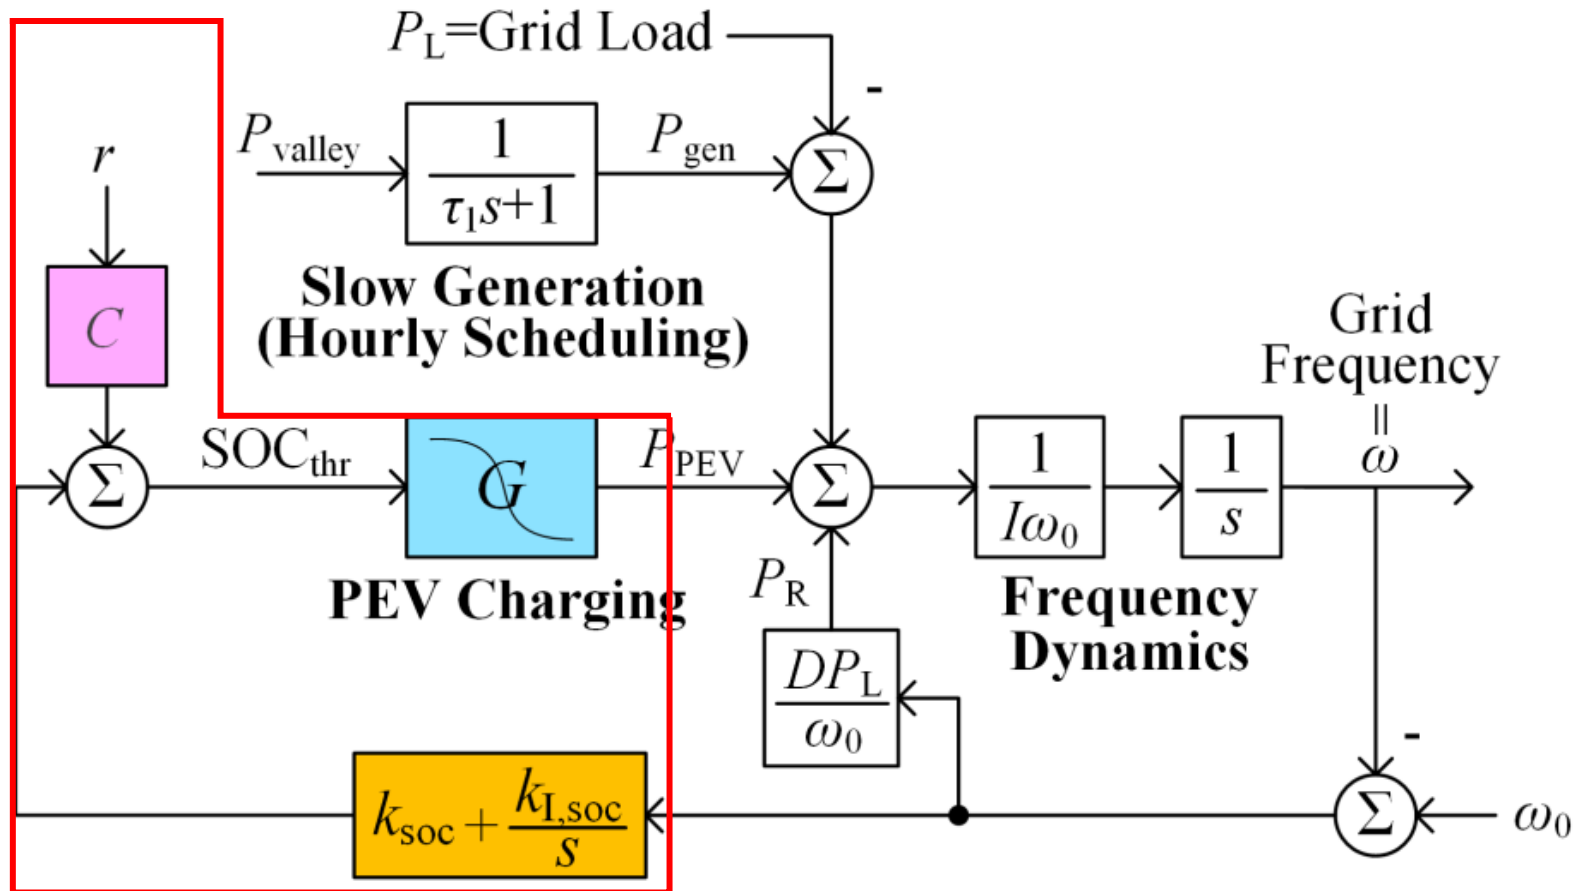 P_L=Grid Load
-
r
P_valley
1
τ_1s+1
P_gen
Σ
Slow Generation
(Hourly Scheduling)
C
Grid
Frequency
=
ω
Σ
SOC_thr
G
P_PEV
Σ
1
Iω_0
1
s
PEV Charging
P_R
Frequency
Dynamics
DP_L
ω_0
-
k_soc + k_I,soc
s
Σ
ω_0